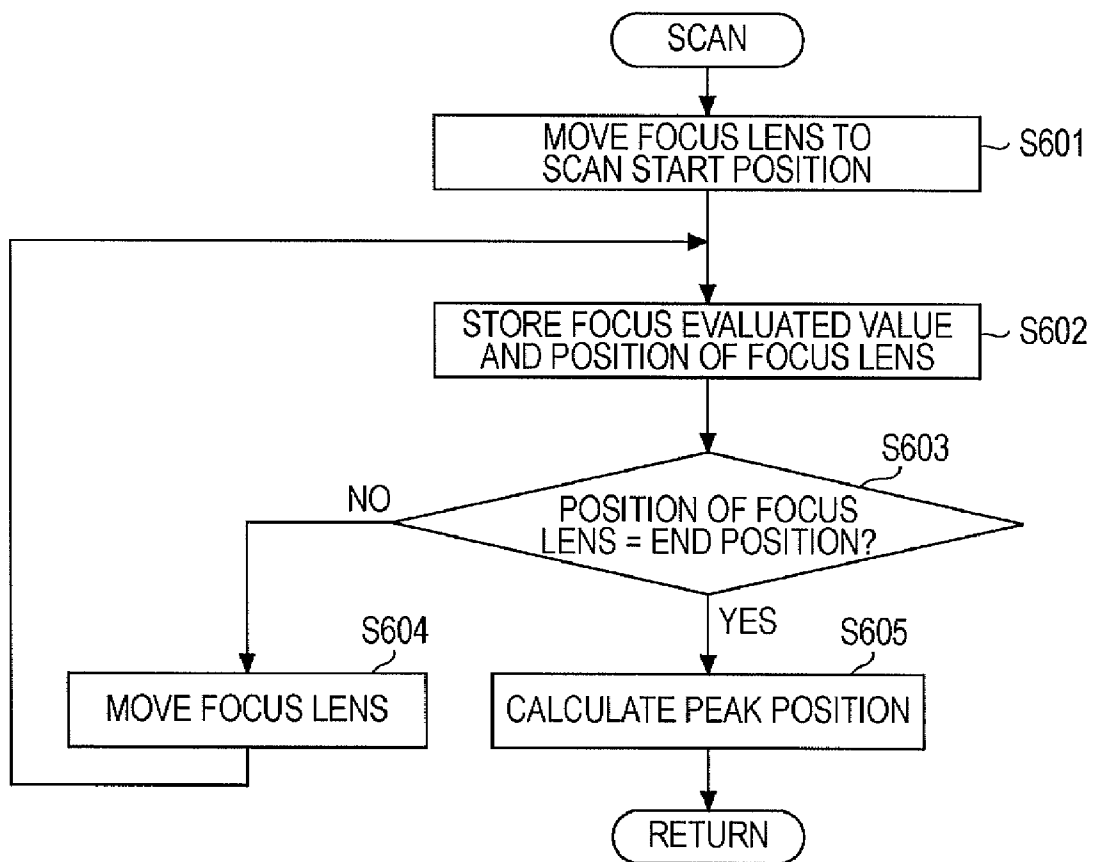 SCAN
MOVE FOCUS LENS TO
SCAN START POSITION
S601
STORE FOCUS EVALUATED VALUE
AND POSITION OF FOCUS LENS
S602
S603
POSITION OF FOCUS
LENS = END POSITION?
NO
YES
S604
MOVE FOCUS LENS
S605
CALCULATE PEAK POSITION
RETURN